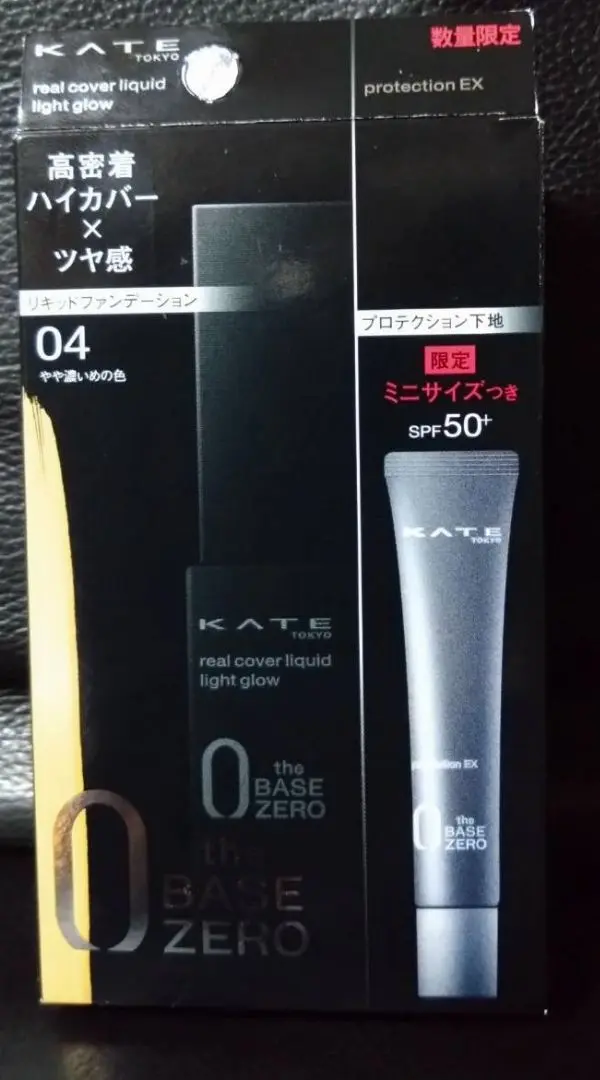 KATE
TOKYO
real cover liquid
light glow
数量限定
protection EX
高密着
ハイカバー
×
ツヤ感
リキッドファンデーション
04
やや濃いめの色
プロテクション下地
限定
ミニサイズつき
SPF50+
KATE
TOKYO
real cover liquid
light glow
0 the
BASE
ZERO
KATE
TOKYO
protection EX
0 the
BASE
ZERO
0 the
BASE
ZERO